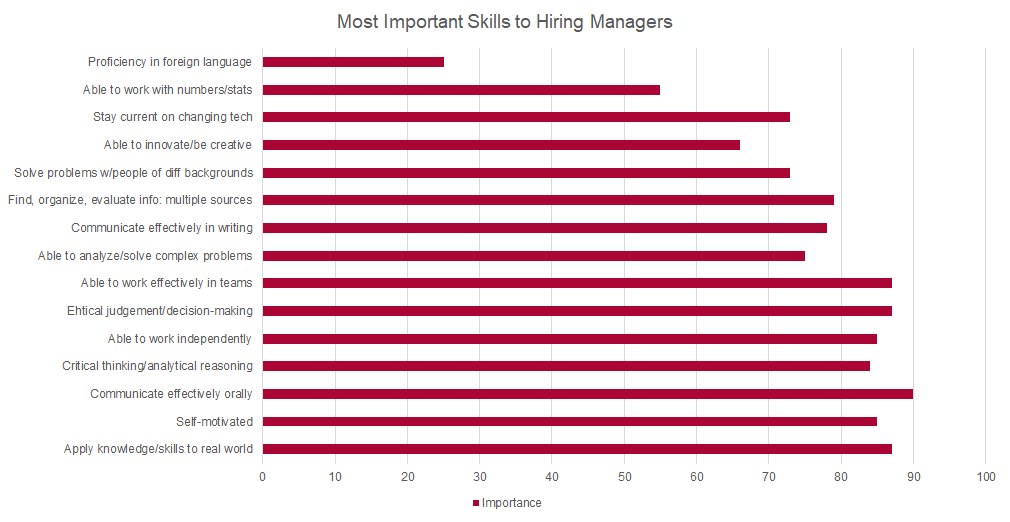 Most Important Skills to Hiring Managers
Proficiency in foreign language
Able to work with numbers/stats
Stay current on changing tech
Able to innovate/be creative
Solve problems w/people of diff backgrounds
Find, organize, evaluate info: multiple sources
Communicate effectively in writing
Able to analyze/solve complex problems
Able to work effectively in teams
Ehtical judgement/decision-making
Able to work independently
Critical thinking/analytical reasoning
Communicate effectively orally
Self-motivated
Apply knowledge/skills to real world
0 10 20 30 40 50 60 70 80 90 100
Importance